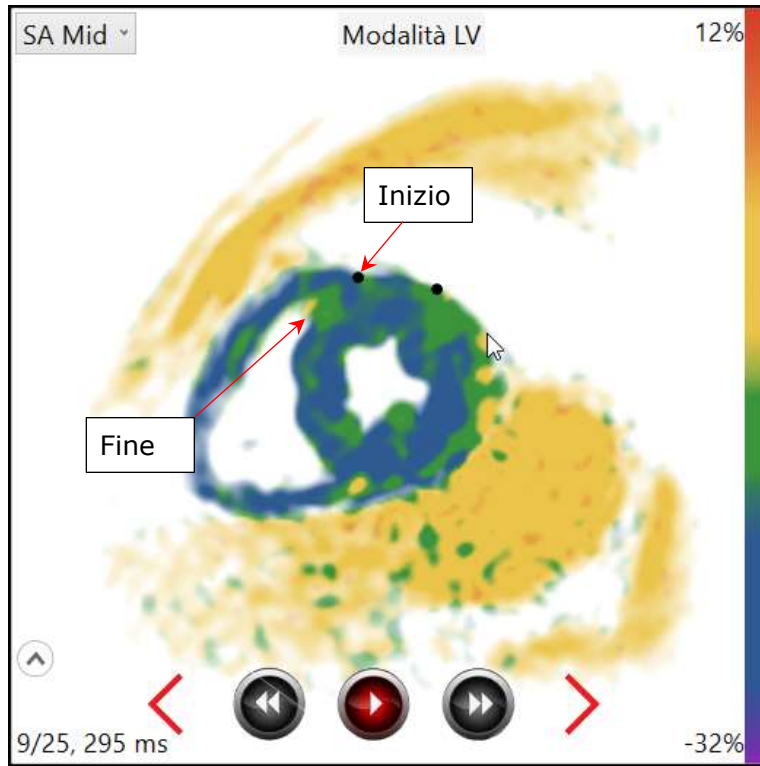 SA Mid
Modalità LV
12%
Inizio
Fine
9/25, 295 ms
-32%